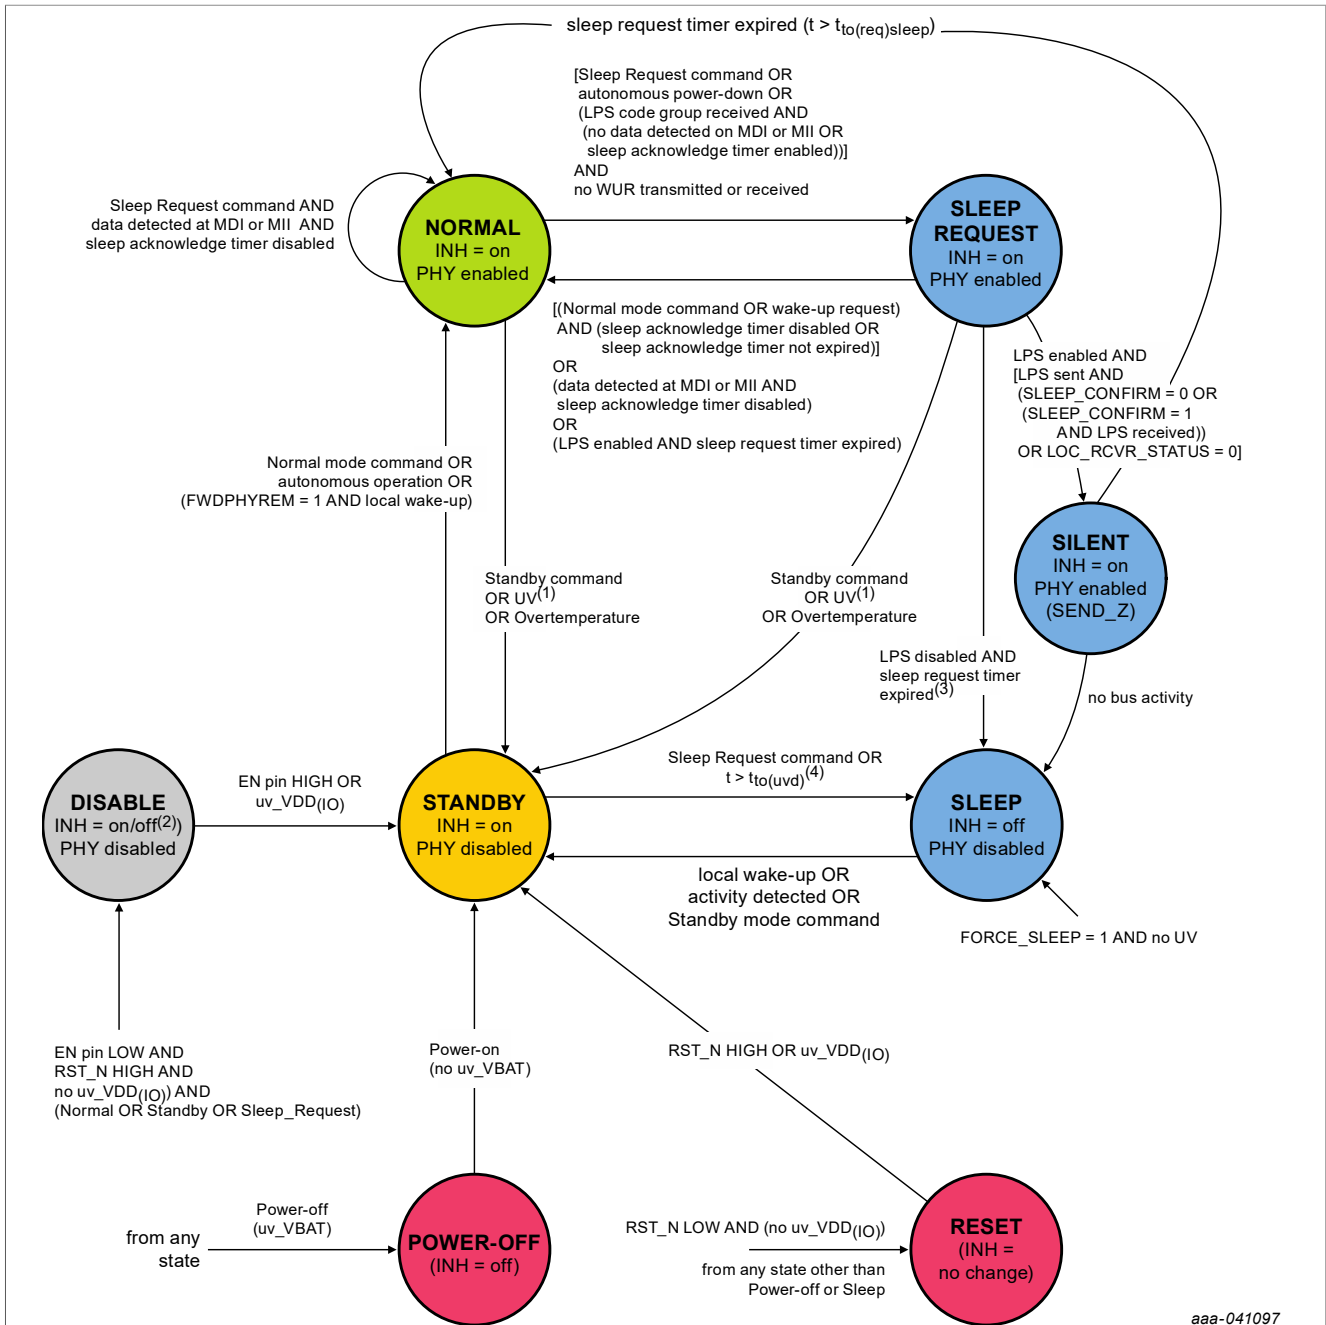 sleep request timer expired (t > tto(req)sleep)
[Sleep Request command OR
autonomous power-down OR
(LPS code group received AND
(no data detected on MDI or MII OR
sleep acknowledge timer enabled))]
AND
no WUR transmitted or received
Sleep Request command AND
data detected at MDI or MII AND
sleep acknowledge timer disabled
NORMAL
INH = on
PHY enabled
SLEEP
REQUEST
INH = on
PHY enabled
[(Normal mode command OR wake-up request)
AND (sleep acknowledge timer disabled OR
sleep acknowledge timer not expired)]
OR
(data detected at MDI or MII AND
sleep acknowledge timer disabled)
OR
(LPS enabled AND sleep request timer expired)
LPS enabled AND
[LPS sent AND
(SLEEP_CONFIRM = 0 OR
(SLEEP_CONFIRM = 1
AND LPS received))
OR LOC_RCVR_STATUS = 0]
Normal mode command OR
autonomous operation OR
(FWDPHYREM = 1 AND local wake-up)
SILENT
INH = on
PHY enabled
(SEND_Z)
Standby command
OR UV(1)
OR Overtemperature
Standby command
OR UV(1)
OR Overtemperature
LPS disabled AND
sleep request timer
expired(3)
no bus activity
EN pin HIGH OR
uv_VDD(IO)
Sleep Request command OR
t > tto(uvd)(4)
DISABLE
INH = on/off(2))
PHY disabled
STANDBY
INH = on
PHY disabled
SLEEP
INH = off
PHY disabled
local wake-up OR
activity detected OR
Standby mode command
FORCE_SLEEP = 1 AND no UV
EN pin LOW AND
RST_N HIGH AND
no uv_VDD(IO)) AND
(Normal OR Standby OR Sleep_Request)
Power-on
(no uv_VBAT)
RST_N HIGH OR uv_VDD(IO)
from any
state
Power-off
(uv_VBAT)
POWER-OFF
(INH = off)
RST_N LOW AND (no uv_VDD(IO))
from any state other than
Power-off or Sleep
RESET
(INH =
no change)
aaa-041097